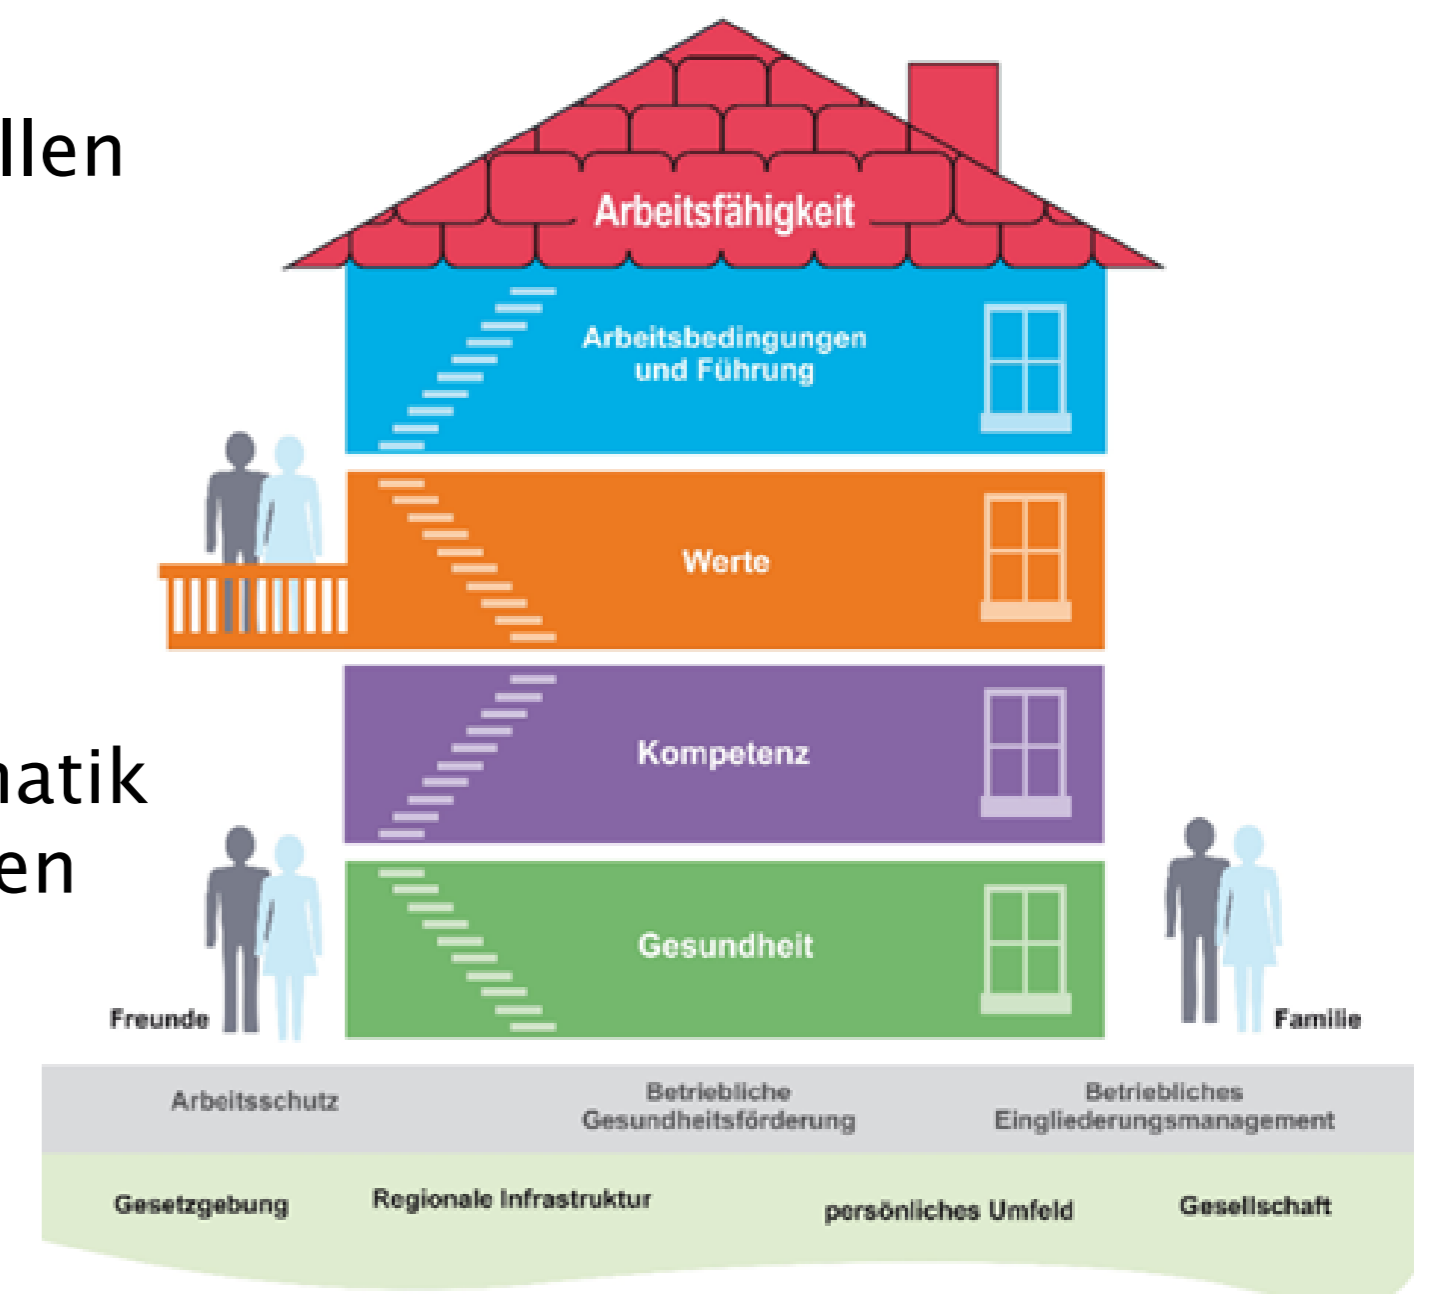 llen
Arbeitsfähigkeit
Arbeitsbedingungen
und Führung
Werte
Kompetenz
matik
en
Gesundheit
Freunde
Familie
Arbeitsschutz
Betriebliche
Gesundheitsförderung
Betriebliches
Eingliederungsmanagement
Gesetzgebung
Regionale Infrastruktur
persönliches Umfeld
Gesellschaft